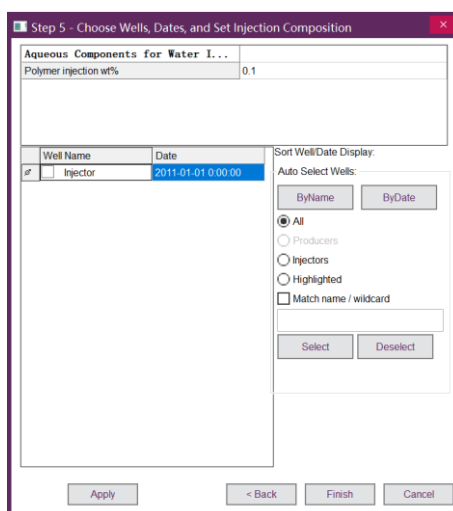 Step 5 - Choose Wells, Dates, and Set Injection Composition
Aqueous Components for Water I...
Polymer injection wt% 0.1
Well Name Date
Injector 2011-01-01 0:00:00
Sort Well/Date Display:
Auto Select Wells:
ByName ByDate
All
Producers
Injectors
Highlighted
Match name / wildcard
Select Deselect
Apply < Back Finish Cancel